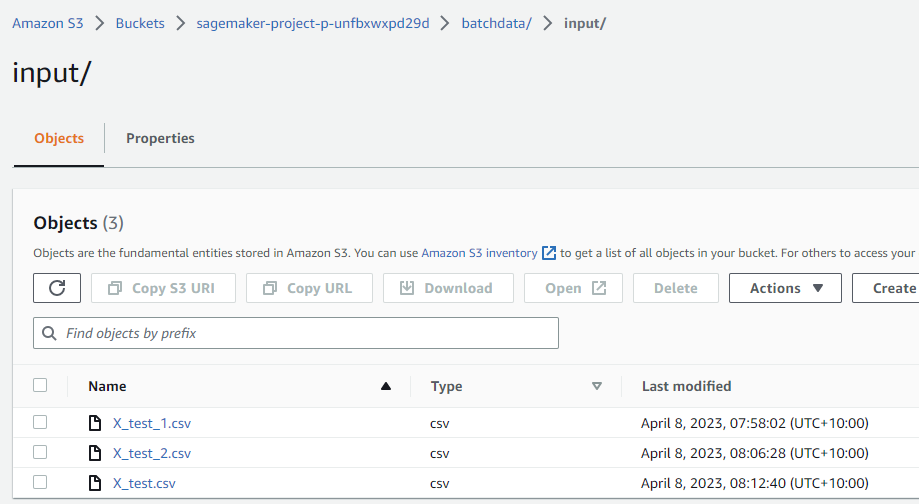 Amazon S3 > Buckets > sagemaker-project-p-unfbxwxpd29d > batchdata/ > input/
input/
Objects Properties
Objects (3)
Objects are the fundamental entities stored in Amazon S3. You can use Amazon S3 inventory to get a list of all objects in your bucket. For others to access your
Copy S3 URI Copy URL Download Open Delete Actions Create
Find objects by prefix
Name Type Last modified
X_test_1.csv csv April 8, 2023, 07:58:02 (UTC+10:00)
X_test_2.csv csv April 8, 2023, 08:06:28 (UTC+10:00)
X_test.csv csv April 8, 2023, 08:12:40 (UTC+10:00)